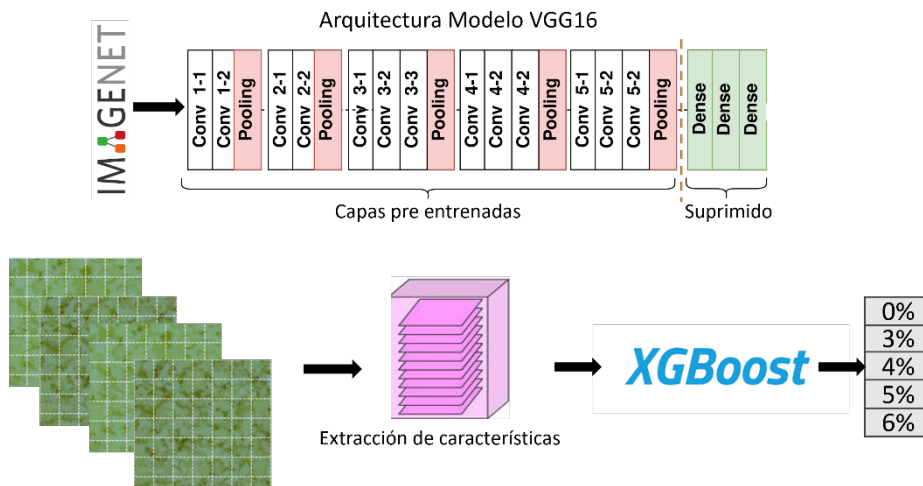 Arquitectura Modelo VGG16
IMAGENET
Conv 1-1
Conv 1-2
Pooling
Conv 2-1
Conv 2-2
Pooling
Conv 3-1
Conv 3-2
Conv 3-3
Pooling
Conv 4-1
Conv 4-2
Conv 4-2
Pooling
Conv 5-1
Conv 5-2
Conv 5-2
Pooling
Dense
Dense
Dense
Capas pre entrenadas
Suprimido
Extracción de característícas
XGBoost
0%
3%
4%
5%
6%